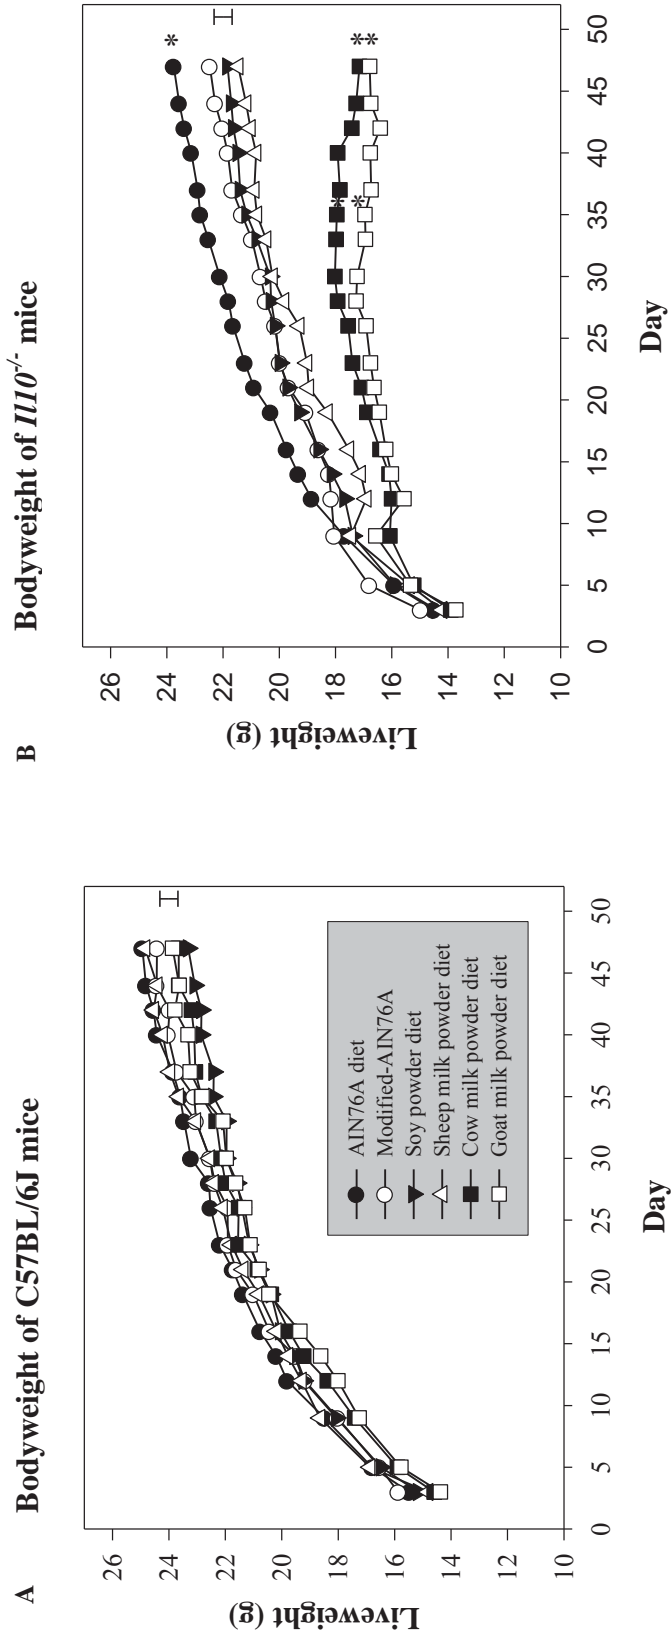 A Bodyweight of C57BL/6J mice
26
24
22
20
18
16
14
12
10
Liveweight (g)
0 5 10 15 20 25 30 35 40 45 50
Day
AIN76A diet
Modified-AIN76A
Soy powder diet
Sheep milk powder diet
Cow milk powder diet
Goat milk powder diet
B Bodyweight of Il10-/- mice
*
**
* *
26
24
22
20
18
16
14
12
10
Liveweight (g)
0 5 10 15 20 25 30 35 40 45 50
Day